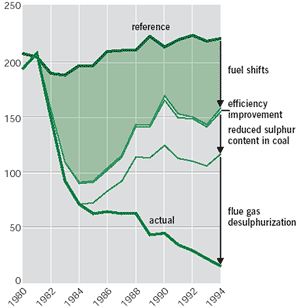 250
reference
200
fuel shifts
efficiency
improvement
150
reduced sulphur
content in coal
100
actual
flue gas
desulphurization
50
0
1980
1982
1984
1986
1988
1990
1992
1994